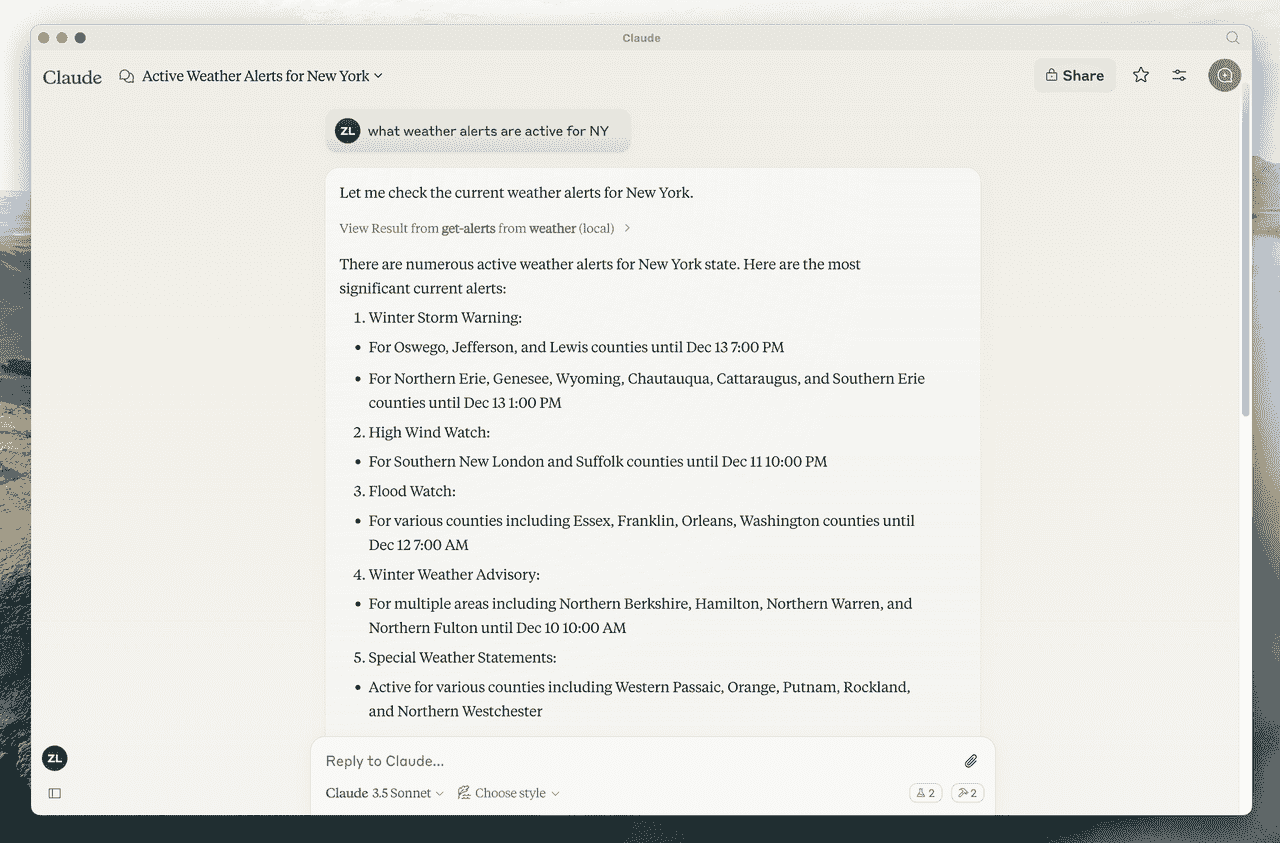 Claude
Claude
Active Weather Alerts for New York
Share
ZL
what weather alerts are active for NY
Let me check the current weather alerts for New York.
View Result from get-alerts from weather (local)
There are numerous active weather alerts for New York state. Here are the most
significant current alerts:
1. Winter Storm Warning:
• For Oswego, Jefferson, and Lewis counties until Dec 13 7:00 PM
• For Northern Erie, Genesee, Wyoming, Chautauqua, Cattaraugus, and Southern Erie
counties until Dec 13 1:00 PM
2. High Wind Watch:
• For Southern New London and Suffolk counties until Dec 11 10:00 PM
3. Flood Watch:
• For various counties including Essex, Franklin, Orleans, Washington counties until
Dec 12 7:00 AM
4. Winter Weather Advisory:
• For multiple areas including Northern Berkshire, Hamilton, Northern Warren, and
Northern Fulton until Dec 10 10:00 AM
5. Special Weather Statements:
• Active for various counties including Western Passaic, Orange, Putnam, Rockland,
and Northern Westchester
ZL
Reply to Claude...
Claude 3.5 Sonnet
Choose style
2
2